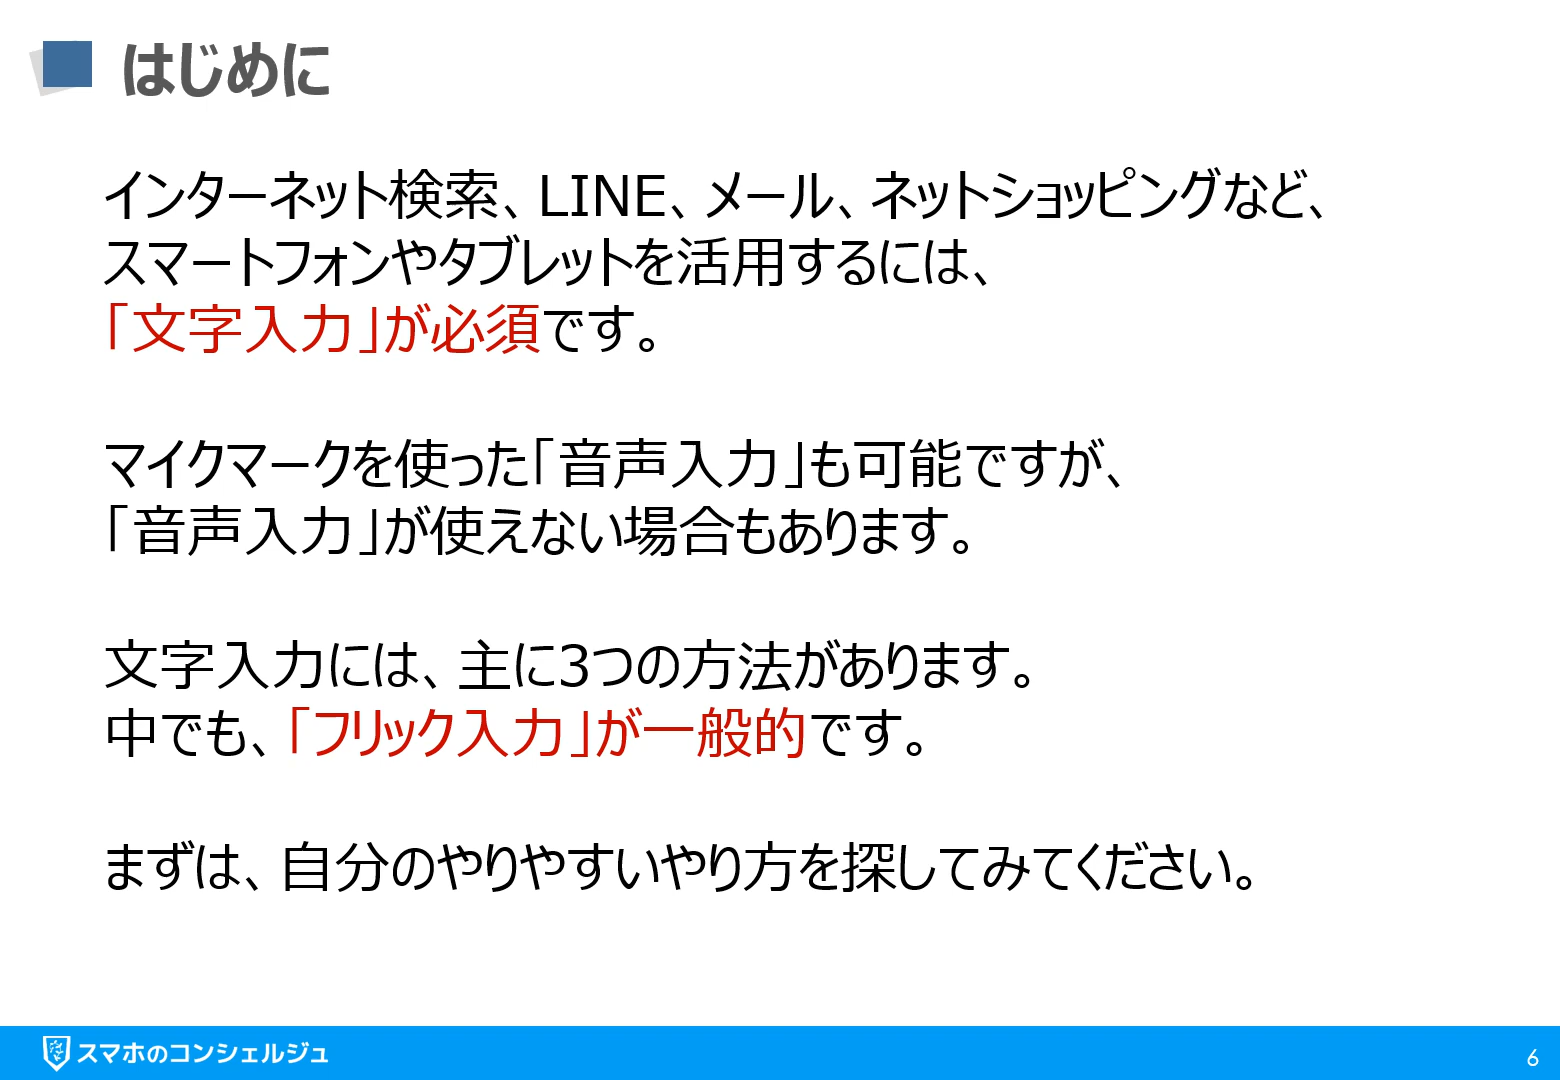 はじめに
インターネット検索、LINE、メール、ネットショッピングなど、
スマートフォンやタブレットを活用するには、
「文字入力」が必須です。
マイクマークを使った「音声入力」も可能ですが、
「音声入力」が使えない場合もあります。
文字入力には、主に3つの方法があります。
中でも、「フリック入力」が一般的です。
まずは、自分のやりやすいやり方を探してみてください。
スマホのコンシェルジュ
6